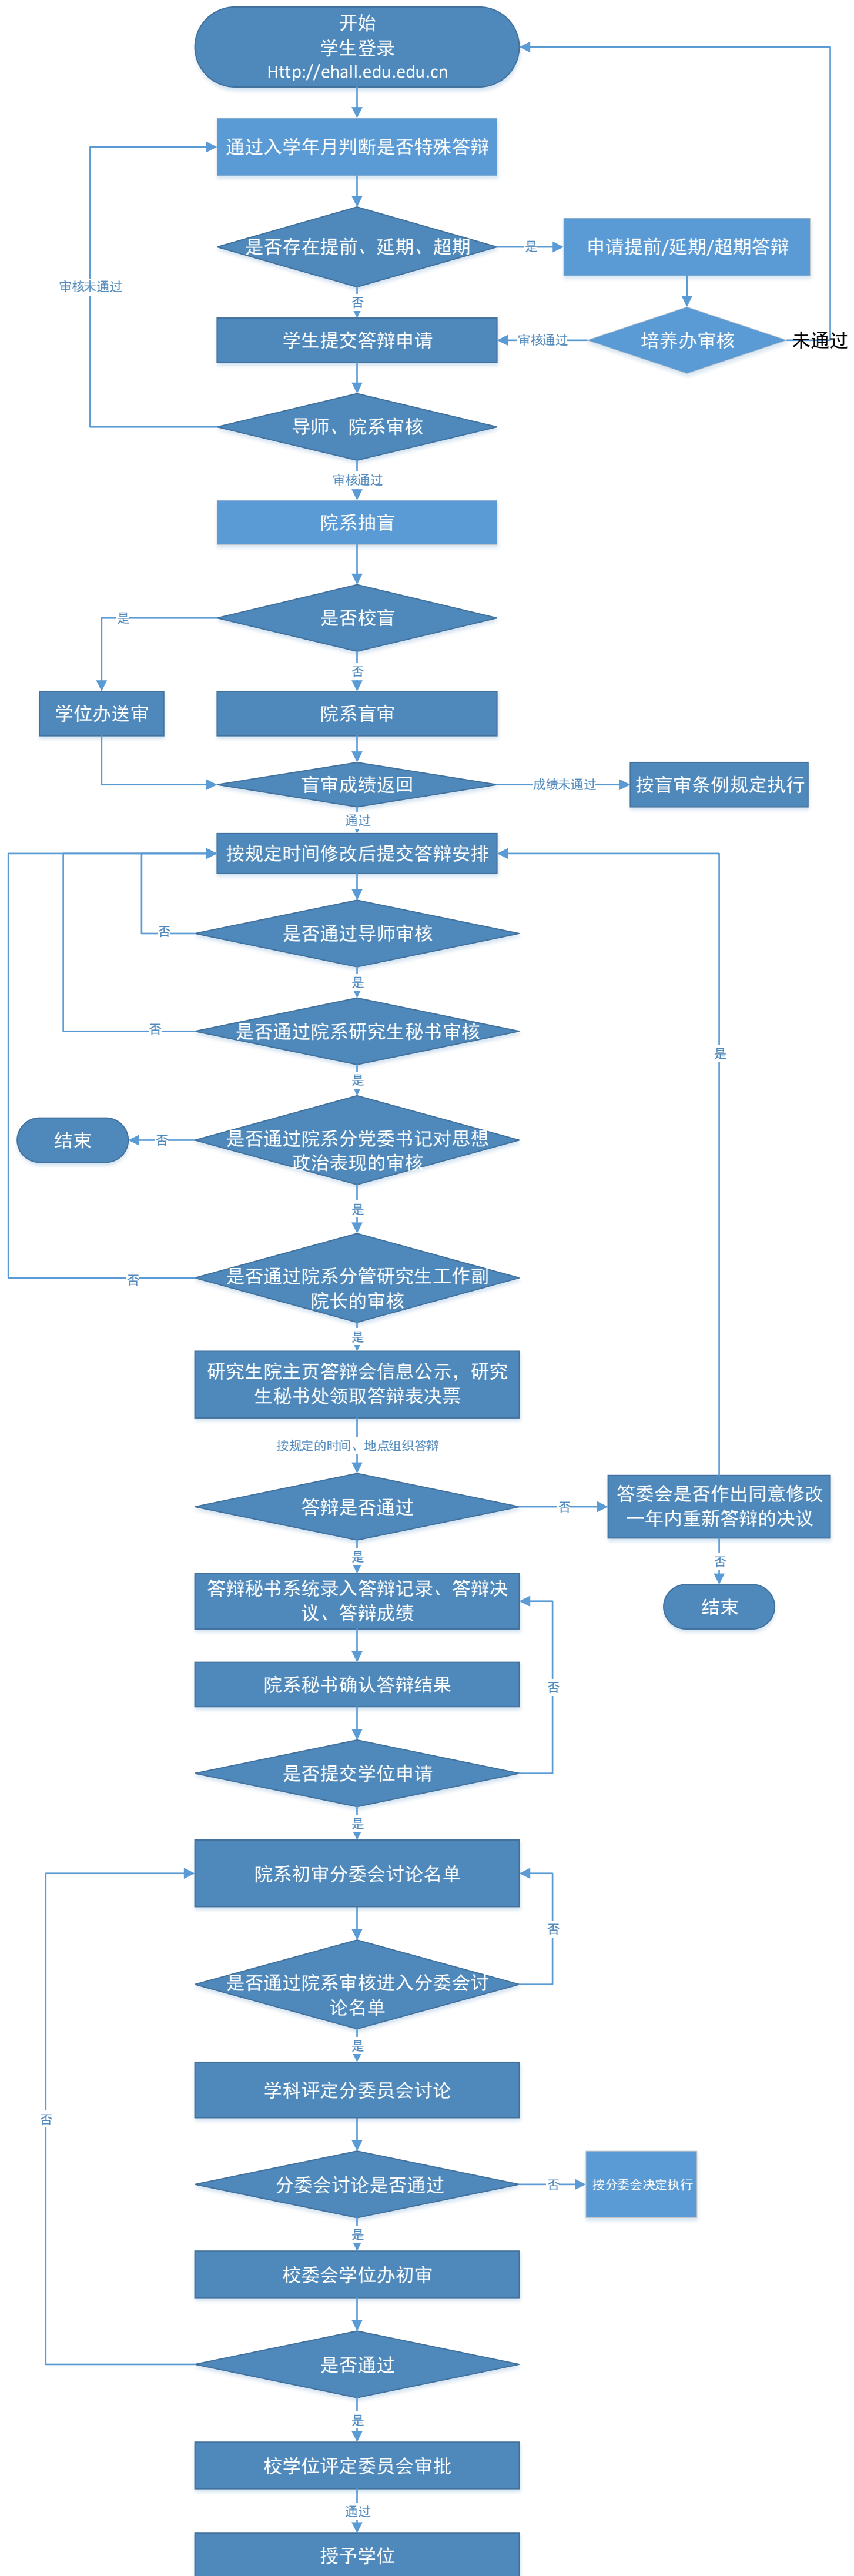 开始
学生登录
Http://ehall.edu.edu.cn
通过入学年月判断是否特殊答辩
是否存在提前、延期、超期
是
申请提前/延期/超期答辩
审核未通过
否
学生提交答辩申请
审核通过
培养办审核
未通过
导师、院系审核
审核通过
院系抽盲
是否校盲
是
否
学位办送审
院系盲审
盲审成绩返回
成绩未通过
按盲审条例规定执行
通过
按规定时间修改后提交答辩安排
否
是否通过导师审核
是
否
是否通过院系研究生秘书审核
是
是
结束
否
是否通过院系分党委书记对思想
政治表现的审核
是
否
是否通过院系分管研究生工作副
院长的审核
是
研究生院主页答辩会信息公示，研究
生秘书处领取答辩表决票
按规定的时间、地点组织答辩
答辩是否通过
否
答委会是否作出同意修改
一年内重新答辩的决议
是
否
答辩秘书系统录入答辩记录、答辩决
议、答辩成绩
结束
院系秘书确认答辩结果
否
是否提交学位申请
是
院系初审分委会讨论名单
否
是否通过院系审核进入分委会讨
论名单
是
学科评定分委员会讨论
否
分委会讨论是否通过
否
按分委会决定执行
是
校委会学位办初审
是否通过
是
校学位评定委员会审批
通过
授予学位